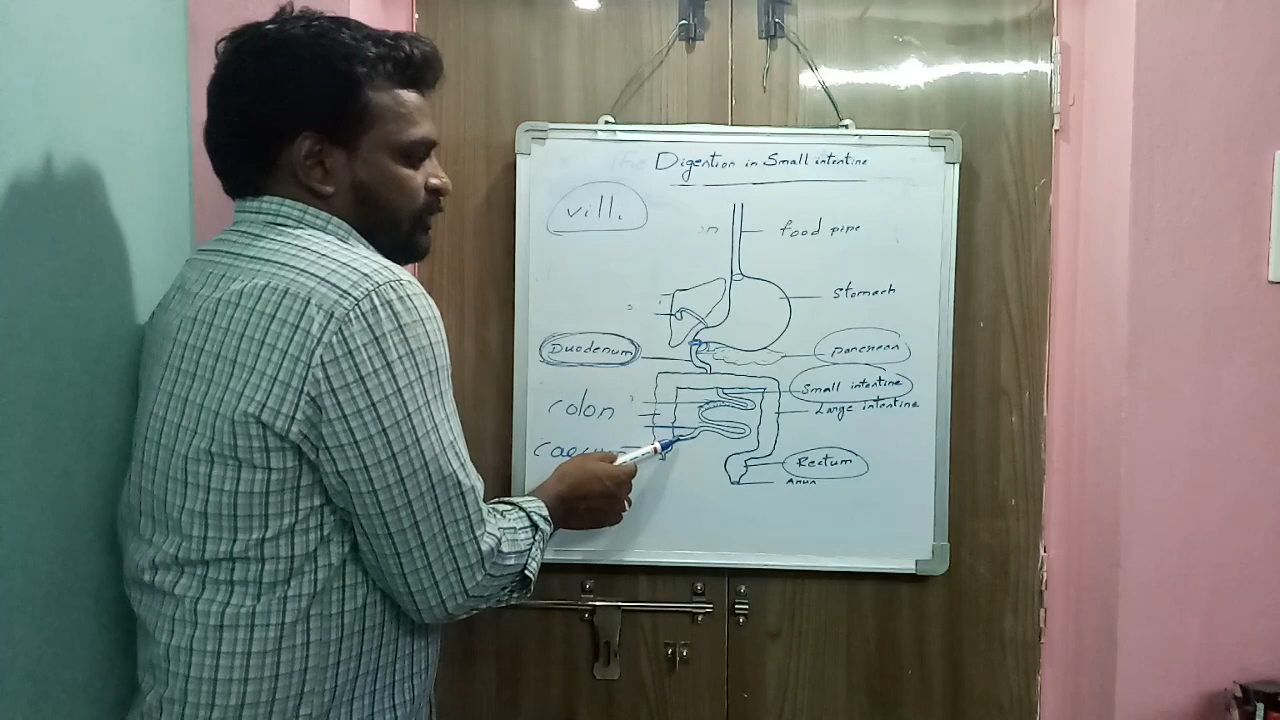 Digestion in Small intestine
villi
food pipe
Stomach
Duodenum
pancreas
Small intestine
colon
Large intestine
Rectum
Anus